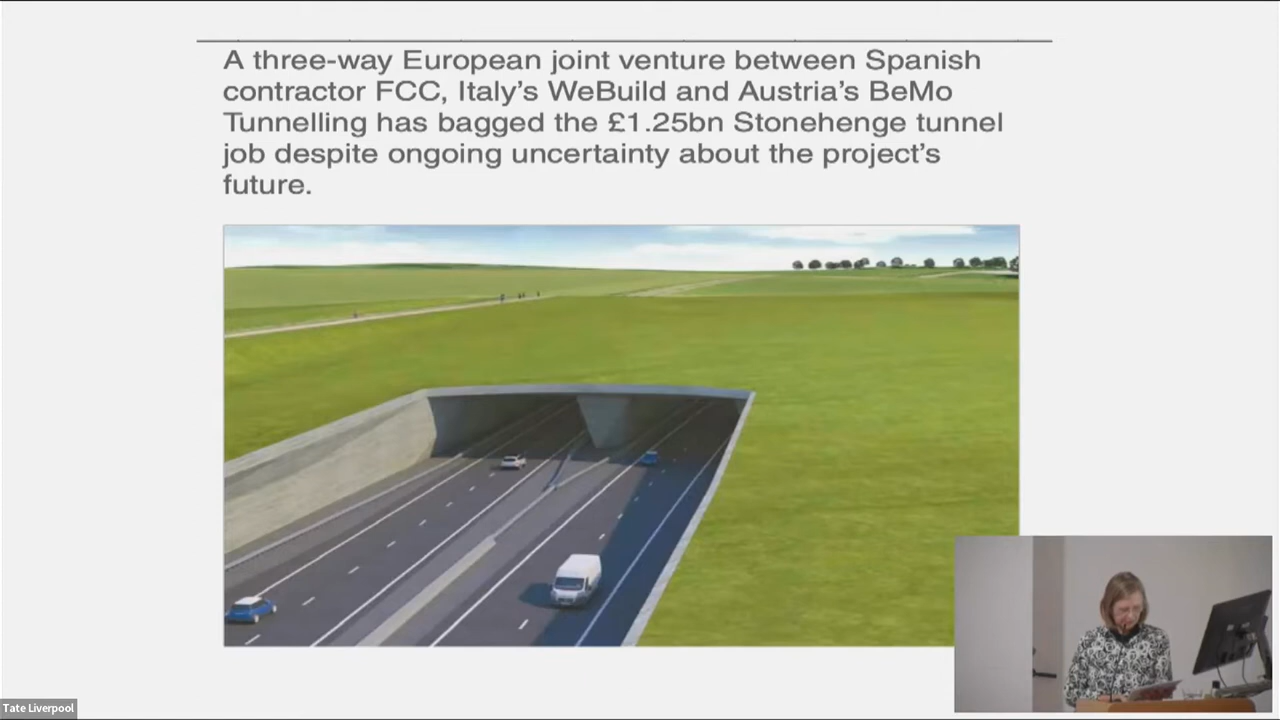 A three-way European joint venture between Spanish
contractor FCC, Italy’s WeBuild and Austria’s BeMo
Tunnelling has bagged the £1.25bn Stonehenge tunnel
job despite ongoing uncertainty about the project’s
future.
Tate Liverpool